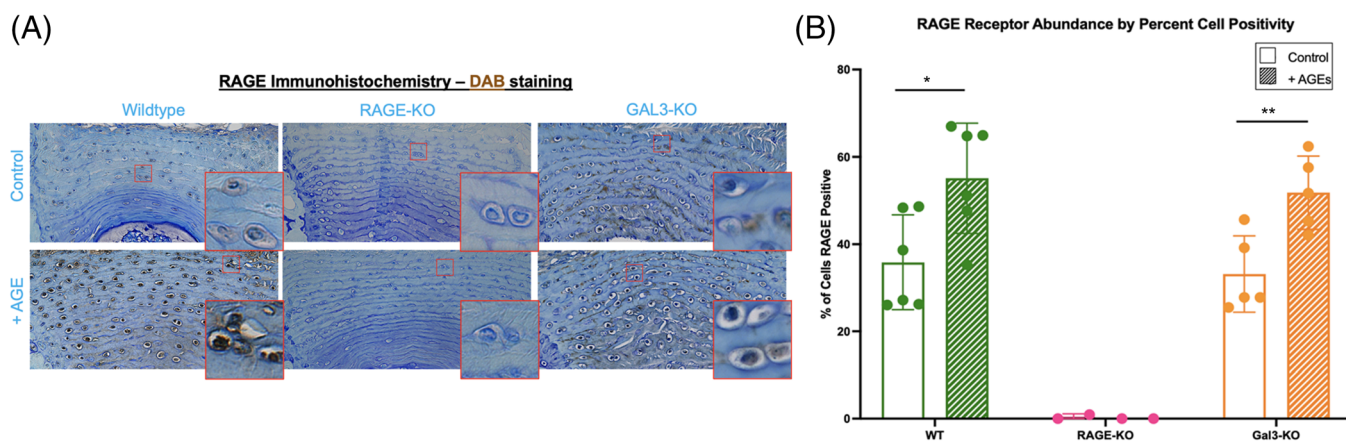 (A)
RAGE Immunohistochemistry – DAB staining
Wildtype RAGE-KO GAL3-KO
Control
+ AGE
(B)
RAGE Receptor Abundance by Percent Cell Positivity
Control
+ AGEs
% of Cells RAGE Positive
80
60
40
20
0
*
**
WT RAGE-KO Gal3-KO